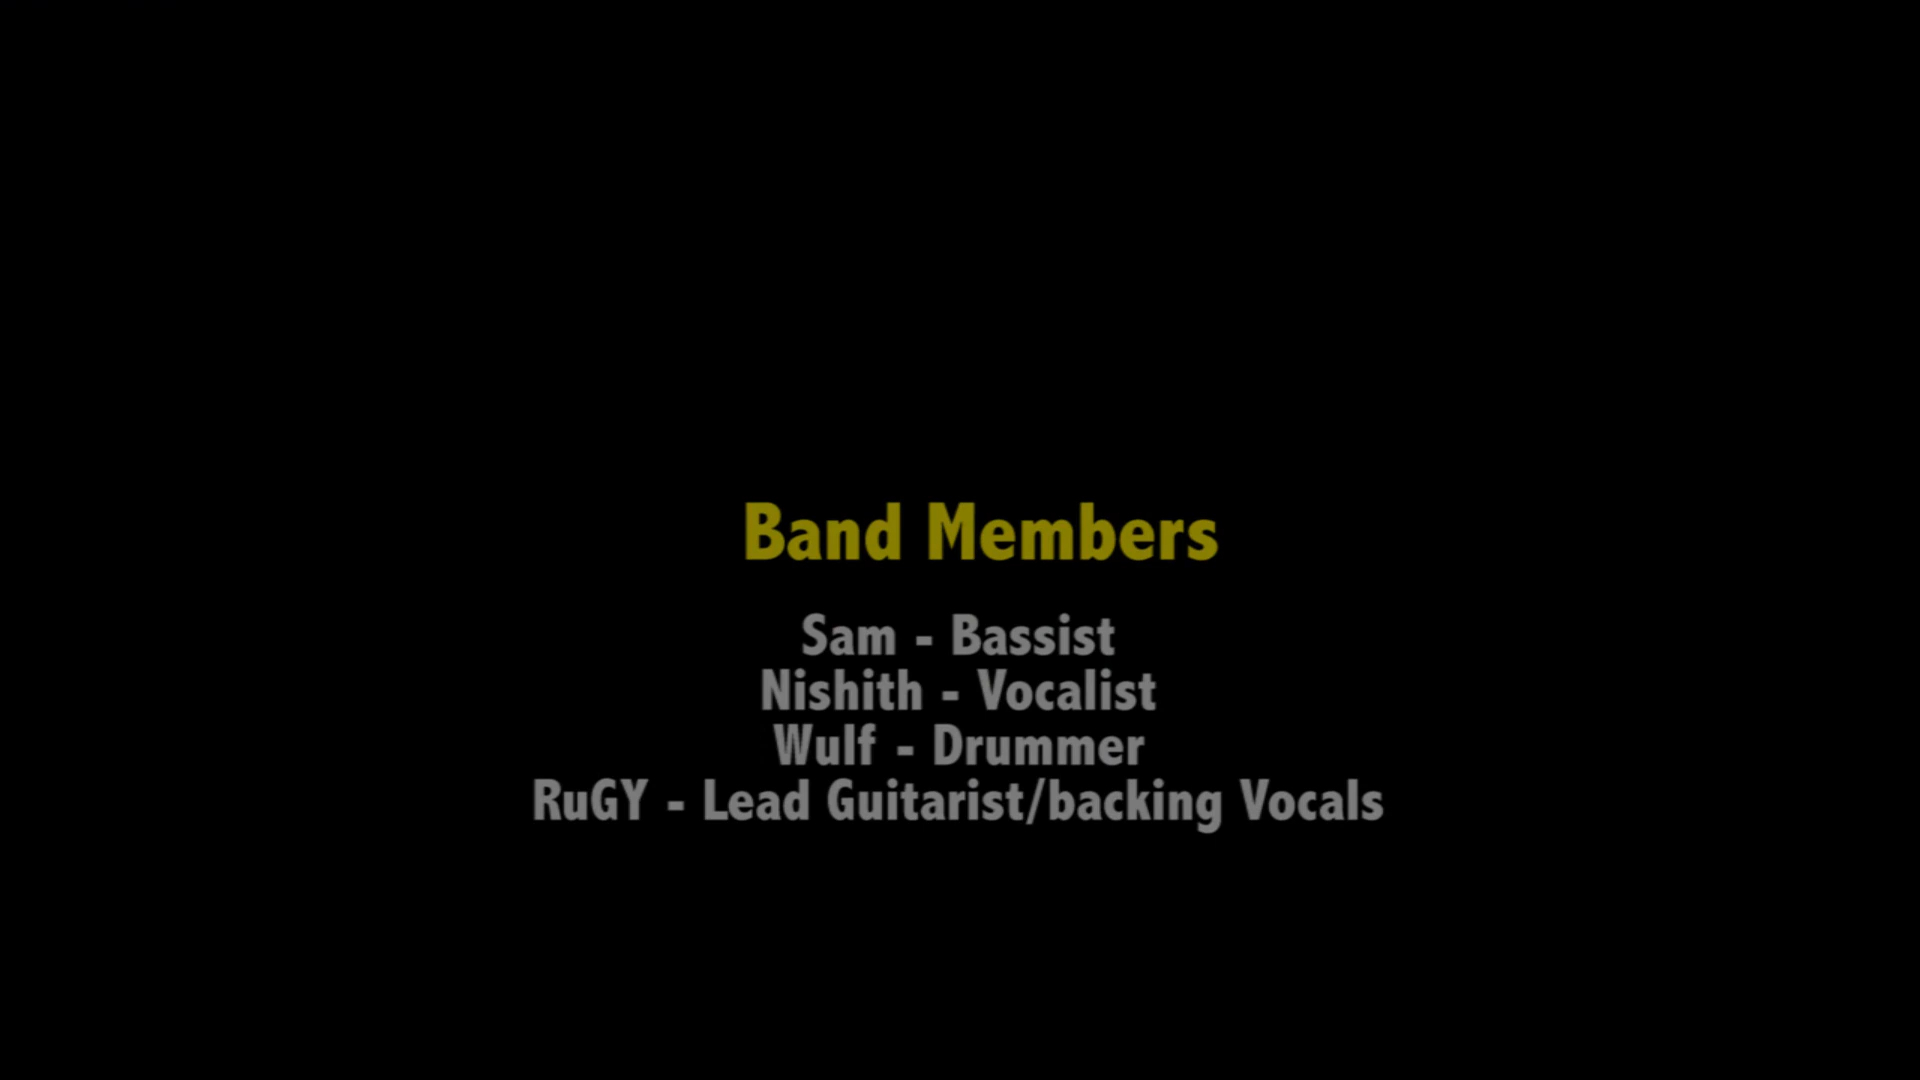 Band Members
Sam - Bassist
Nishith - Vocalist
Wulf - Drummer
RuGY - Lead Guitarist/backing Vocals